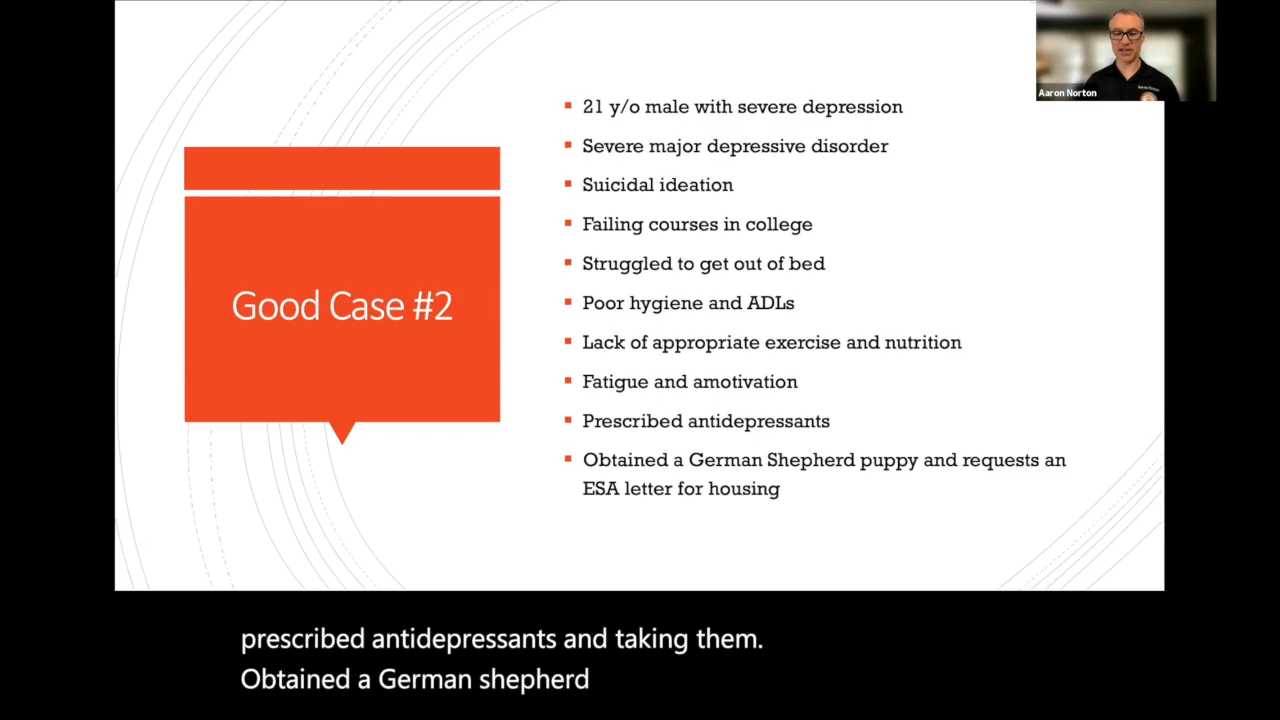 Aaron Norton
Good Case #2
21 y/o male with severe depression
Severe major depressive disorder
Suicidal ideation
Failing courses in college
Struggled to get out of bed
Poor hygiene and ADLs
Lack of appropriate exercise and nutrition
Fatigue and amotivation
Prescribed antidepressants
Obtained a German Shepherd puppy and requests an
ESA letter for housing
prescribed antidepressants and taking them.
Obtained a German shepherd